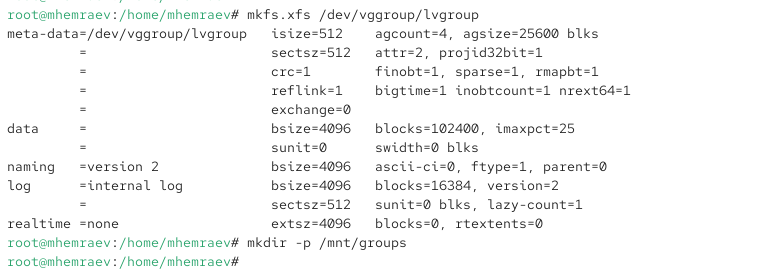 root@mhemraev:/home/mhemraev# mkfs.xfs /dev/vggroup/lvgroup
meta-data=/dev/vggroup/lvgroup   isize=512    agcount=4, agsize=25600 blks
         =                       sectsz=512   attr=2, projid32bit=1
         =                       crc=1        finobt=1, sparse=1, rmapbt=1
         =                       reflink=1    bigtime=1 inobtcount=1 nrext64=1
         =                       exchange=0
data     =                       bsize=4096   blocks=102400, imaxpct=25
         =                       sunit=0      swidth=0 blks
naming   =version 2              bsize=4096   ascii-ci=0, ftype=1, parent=0
log      =internal log           bsize=4096   blocks=16384, version=2
         =                       sectsz=512   sunit=0 blks, lazy-count=1
realtime =none                   extsz=4096   blocks=0, rtextents=0
root@mhemraev:/home/mhemraev# mkdir -p /mnt/groups
root@mhemraev:/home/mhemraev#